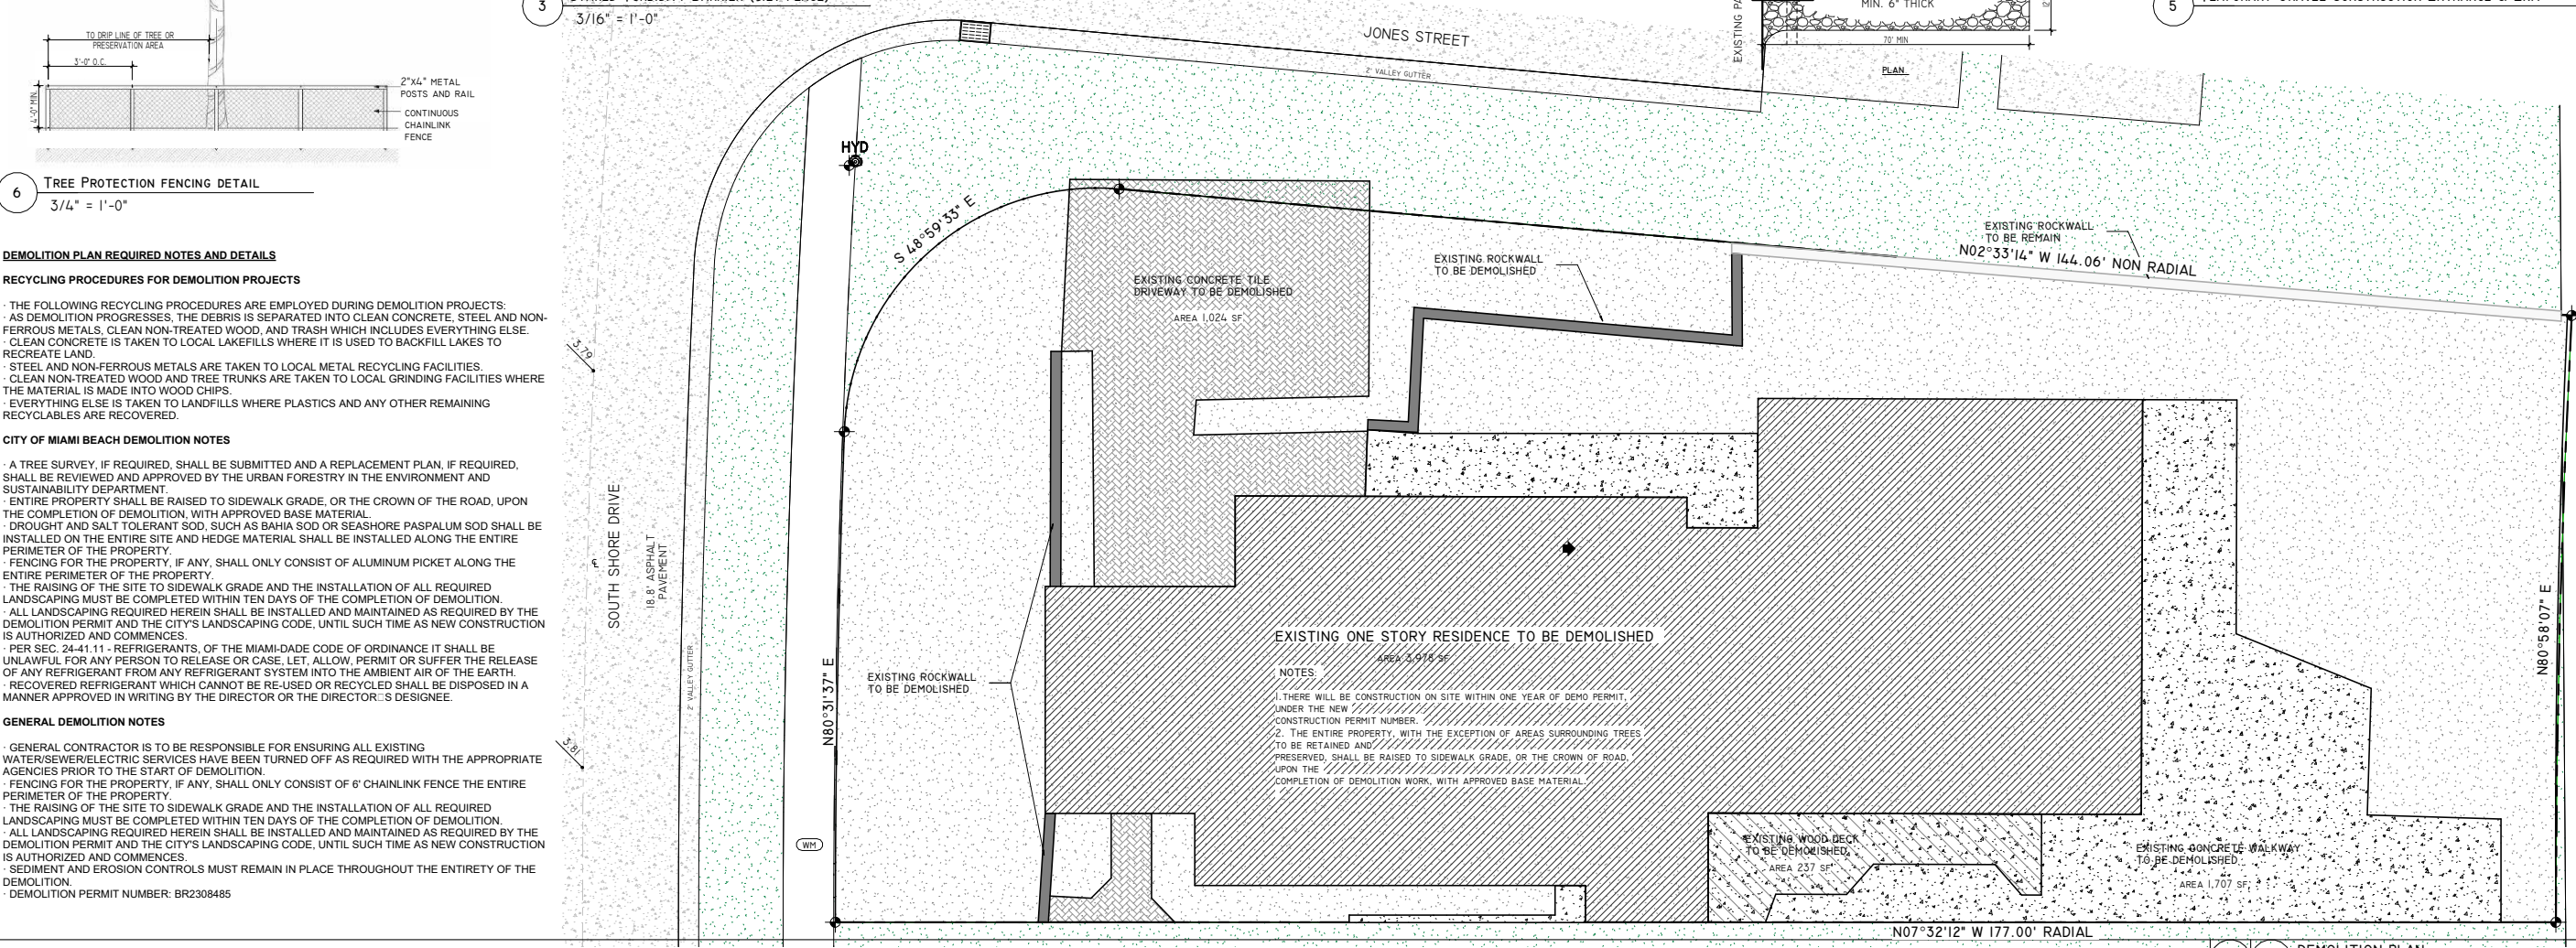 3
3/16" = 1'-0"
MIN. 6" THICK
5
TO DRIP LINE OF TREE OR
PRESERVATION AREA
3'-0" O.C.
4'-0" MIN.
2"X4" METAL
POSTS AND RAIL
CONTINUOUS
CHAINLINK
FENCE
6
TREE PROTECTION FENCING DETAIL
3/4" = 1'-0"
DEMOLITION PLAN REQUIRED NOTES AND DETAILS
RECYCLING PROCEDURES FOR DEMOLITION PROJECTS
· THE FOLLOWING RECYCLING PROCEDURES ARE EMPLOYED DURING DEMOLITION PROJECTS:
· AS DEMOLITION PROGRESSES, THE DEBRIS IS SEPARATED INTO CLEAN CONCRETE, STEEL AND NON-
FERROUS METALS, CLEAN NON-TREATED WOOD, AND TRASH WHICH INCLUDES EVERYTHING ELSE.
· CLEAN CONCRETE IS TAKEN TO LOCAL LAKEFILLS WHERE IT IS USED TO BACKFILL LAKES TO
RECREATE LAND.
· STEEL AND NON-FERROUS METALS ARE TAKEN TO LOCAL METAL RECYCLING FACILITIES.
· CLEAN NON-TREATED WOOD AND TREE TRUNKS ARE TAKEN TO LOCAL GRINDING FACILITIES WHERE
THE MATERIAL IS MADE INTO WOOD CHIPS.
· EVERYTHING ELSE IS TAKEN TO LANDFILLS WHERE PLASTICS AND ANY OTHER REMAINING
RECYCLABLES ARE RECOVERED.
CITY OF MIAMI BEACH DEMOLITION NOTES
· A TREE SURVEY, IF REQUIRED, SHALL BE SUBMITTED AND A REPLACEMENT PLAN, IF REQUIRED,
SHALL BE REVIEWED AND APPROVED BY THE URBAN FORESTRY IN THE ENVIRONMENT AND
SUSTAINABILITY DEPARTMENT.
· ENTIRE PROPERTY SHALL BE RAISED TO SIDEWALK GRADE, OR THE CROWN OF THE ROAD, UPON
THE COMPLETION OF DEMOLITION, WITH APPROVED BASE MATERIAL.
· DROUGHT AND SALT TOLERANT SOD, SUCH AS BAHIA SOD OR SEASHORE PASPALUM SOD SHALL BE
INSTALLED ON THE ENTIRE SITE AND HEDGE MATERIAL SHALL BE INSTALLED ALONG THE ENTIRE
PERIMETER OF THE PROPERTY.
· FENCING FOR THE PROPERTY, IF ANY, SHALL ONLY CONSIST OF ALUMINUM PICKET ALONG THE
ENTIRE PERIMETER OF THE PROPERTY.
· THE RAISING OF THE SITE TO SIDEWALK GRADE AND THE INSTALLATION OF ALL REQUIRED
LANDSCAPING MUST BE COMPLETED WITHIN TEN DAYS OF THE COMPLETION OF DEMOLITION.
· ALL LANDSCAPING REQUIRED HEREIN SHALL BE INSTALLED AND MAINTAINED AS REQUIRED BY THE
DEMOLITION PERMIT AND THE CITY'S LANDSCAPING CODE, UNTIL SUCH TIME AS NEW CONSTRUCTION
IS AUTHORIZED AND COMMENCES.
· PER SEC. 24-41.11 - REFRIGERANTS, OF THE MIAMI-DADE CODE OF ORDINANCE IT SHALL BE
UNLAWFUL FOR ANY PERSON TO RELEASE OR CASE, LET, ALLOW, PERMIT OR SUFFER THE RELEASE
OF ANY REFRIGERANT FROM ANY REFRIGERANT SYSTEM INTO THE AMBIENT AIR OF THE EARTH.
· RECOVERED REFRIGERANT WHICH CANNOT BE RE-USED OR RECYCLED SHALL BE DISPOSED IN A
MANNER APPROVED IN WRITING BY THE DIRECTOR OR THE DIRECTOR□S DESIGNEE.
GENERAL DEMOLITION NOTES
· GENERAL CONTRACTOR IS TO BE RESPONSIBLE FOR ENSURING ALL EXISTING
WATER/SEWER/ELECTRIC SERVICES HAVE BEEN TURNED OFF AS REQUIRED WITH THE APPROPRIATE
AGENCIES PRIOR TO THE START OF DEMOLITION.
· FENCING FOR THE PROPERTY, IF ANY, SHALL ONLY CONSIST OF 6' CHAINLINK FENCE THE ENTIRE
PERIMETER OF THE PROPERTY.
· THE RAISING OF THE SITE TO SIDEWALK GRADE AND THE INSTALLATION OF ALL REQUIRED
LANDSCAPING MUST BE COMPLETED WITHIN TEN DAYS OF THE COMPLETION OF DEMOLITION.
· ALL LANDSCAPING REQUIRED HEREIN SHALL BE INSTALLED AND MAINTAINED AS REQUIRED BY THE
DEMOLITION PERMIT AND THE CITY'S LANDSCAPING CODE, UNTIL SUCH TIME AS NEW CONSTRUCTION
IS AUTHORIZED AND COMMENCES.
· SEDIMENT AND EROSION CONTROLS MUST REMAIN IN PLACE THROUGHOUT THE ENTIRETY OF THE
DEMOLITION.
· DEMOLITION PERMIT NUMBER: BR2308485
JONES STREET
2' VALLEY GUTTER
EXISTING
70' MIN
PLAN
HYD
S 48°59'33" E
EXISTING CONCRETE TILE
DRIVEWAY TO BE DEMOLISHED
AREA 1,024 SF.
EXISTING ROCKWALL
TO BE DEMOLISHED
EXISTING ROCKWALL
TO BE REMAIN
N02°33'14" W 144.06' NON RADIAL
3.79
SOUTH SHORE DRIVE
18.8' ASPHALT
PAVEMENT
2' VALLEY GUTTER
3.81
N80°31'37" E
WM
EXISTING ROCKWALL
TO BE DEMOLISHED
EXISTING ONE STORY RESIDENCE TO BE DEMOLISHED
AREA 3,978 SF
NOTES:
1.THERE WILL BE CONSTRUCTION ON SITE WITHIN ONE YEAR OF DEMO PERMIT,
UNDER THE NEW
CONSTRUCTION PERMIT NUMBER.
2. THE ENTIRE PROPERTY, WITH THE EXCEPTION OF AREAS SURROUNDING TREES
TO BE RETAINED AND
PRESERVED, SHALL BE RAISED TO SIDEWALK GRADE, OR THE CROWN OF ROAD,
UPON THE
COMPLETION OF DEMOLITION WORK, WITH APPROVED BASE MATERIAL.
EXISTING WOOD DECK
TO BE DEMOLISHED
AREA 237 SF.
EXISTING CONCRETE WALKWAY
TO BE DEMOLISHED
AREA 1,707 SF.
N80°58'07" E
N07°32'12" W 177.00' RADIAL
DEMOLITION PLAN